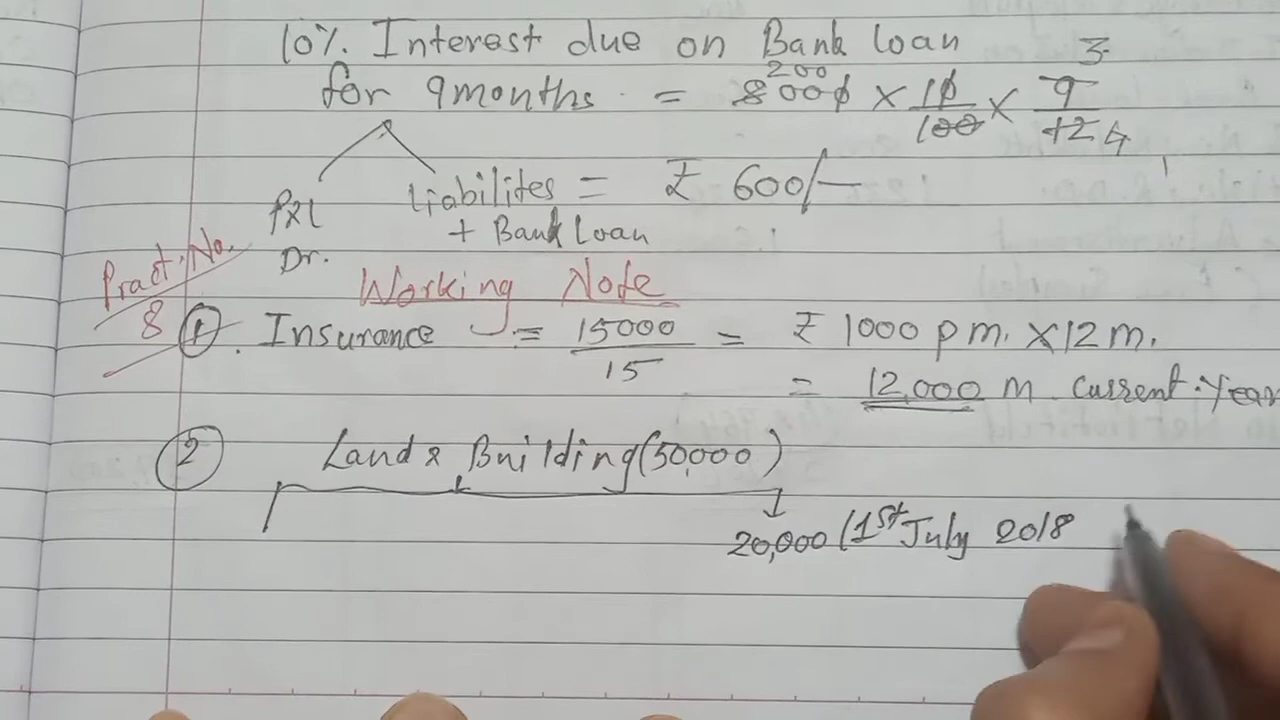 10% Interest due on Bank loan
for 9months = 8000 × 10/100 × 9/12
200 3 4
P&L Liabilites = ₹ 600/-
Dr. + Bank Loan
Pract. No. 8
Working Note
1. Insurance = 15000/15 = ₹ 1000 p m. × 12 m.
= 12,000 m current year
2 Land & Building (50,000)
20,000 (1st July 2018